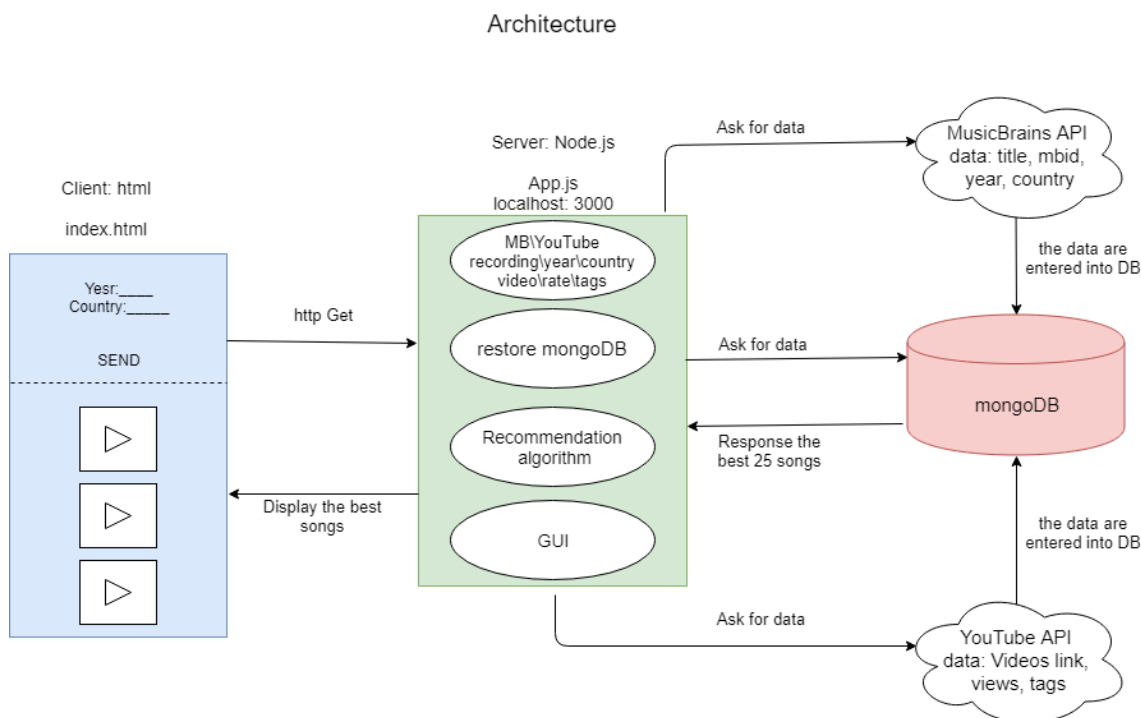 Architecture
Client: html
index.html
Yesr:____
Country:_____
SEND
http Get
Display the best
songs
Server: Node.js
App.js
localhost: 3000
MB\YouTube
recording\year\country
video\rate\tags
restore mongoDB
Recommendation
algorithm
GUI
Ask for data
Ask for data
Response the
best 25 songs
Ask for data
MusicBrains API
data: title, mbid,
year, country
the data are
entered into DB
mongoDB
the data are
entered into DB
YouTube API
data: Videos link,
views, tags